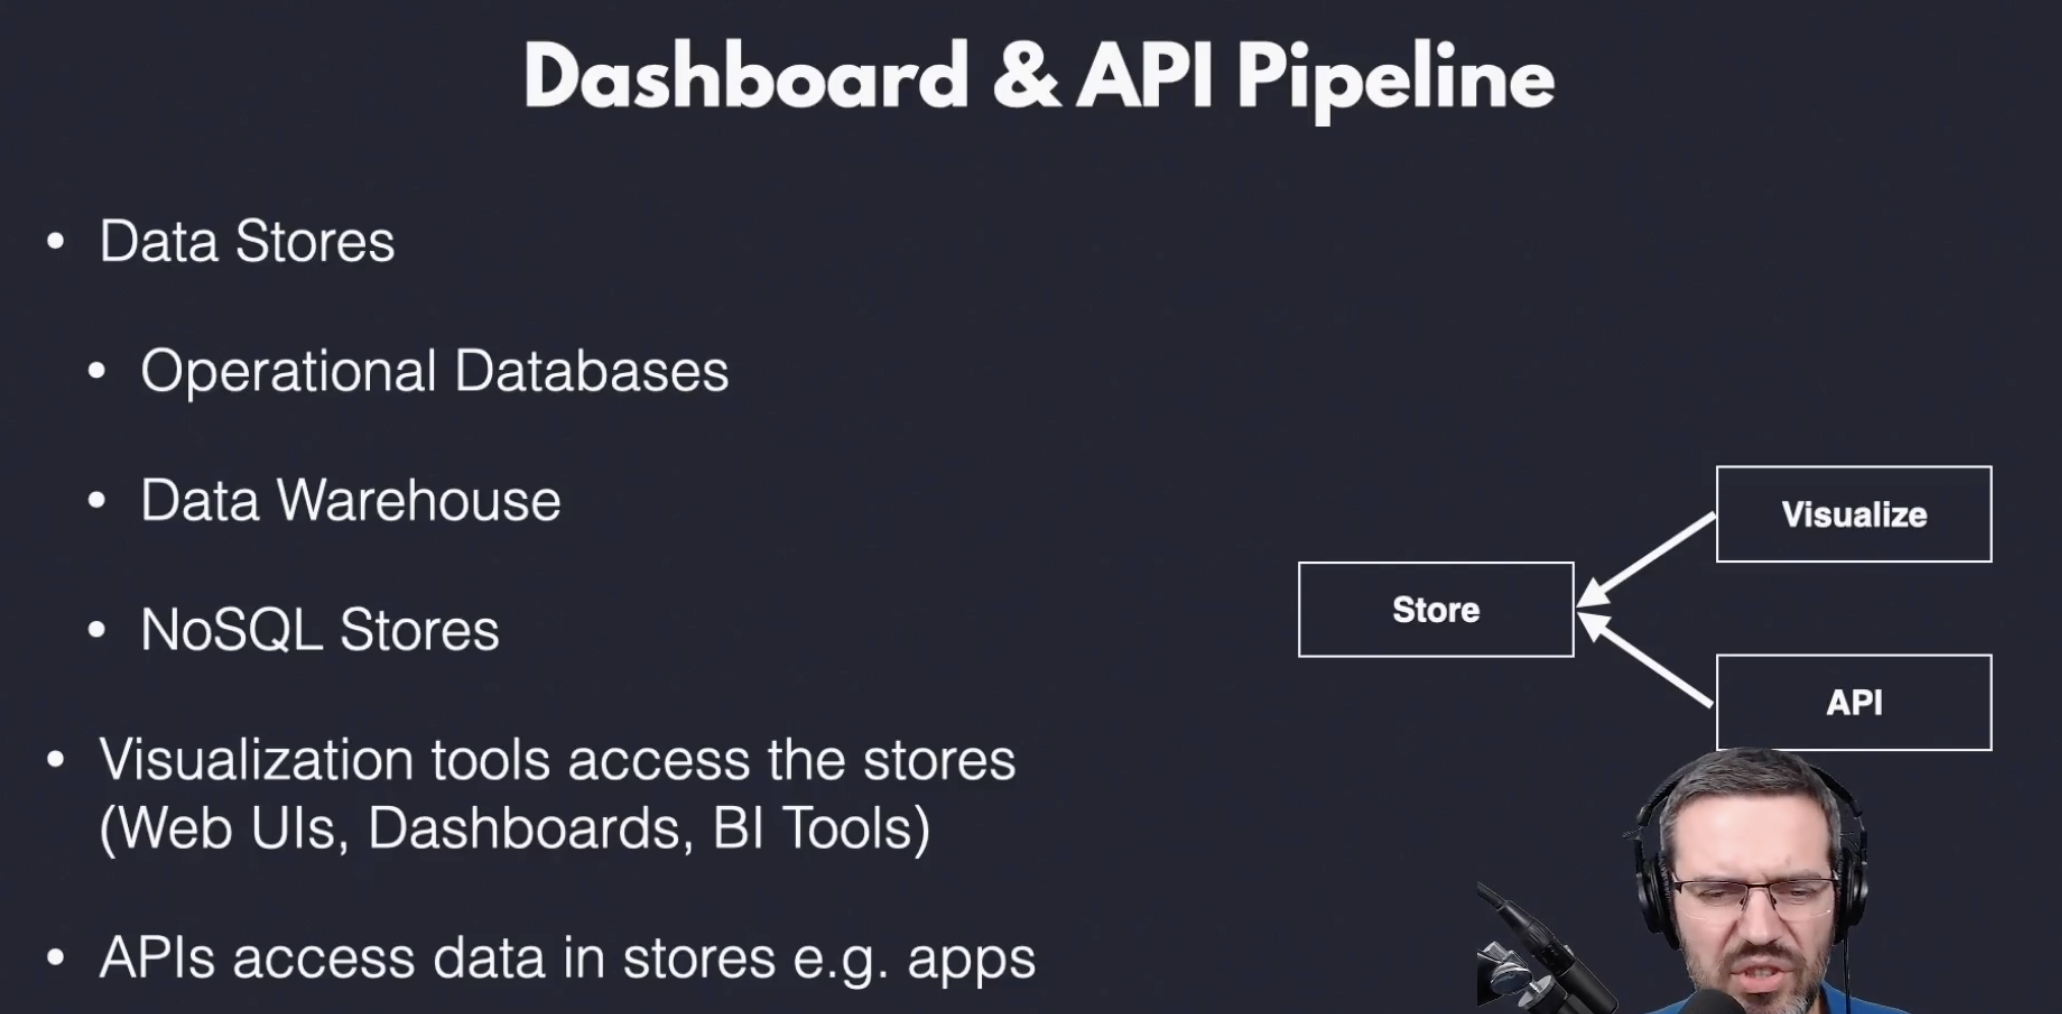 Dashboard & API Pipeline
• Data Stores
• Operational Databases
• Data Warehouse
• NoSQL Stores
• Visualization tools access the stores
(Web UIs, Dashboards, BI Tools)
• APIs access data in stores e.g. apps
Visualize
Store
API